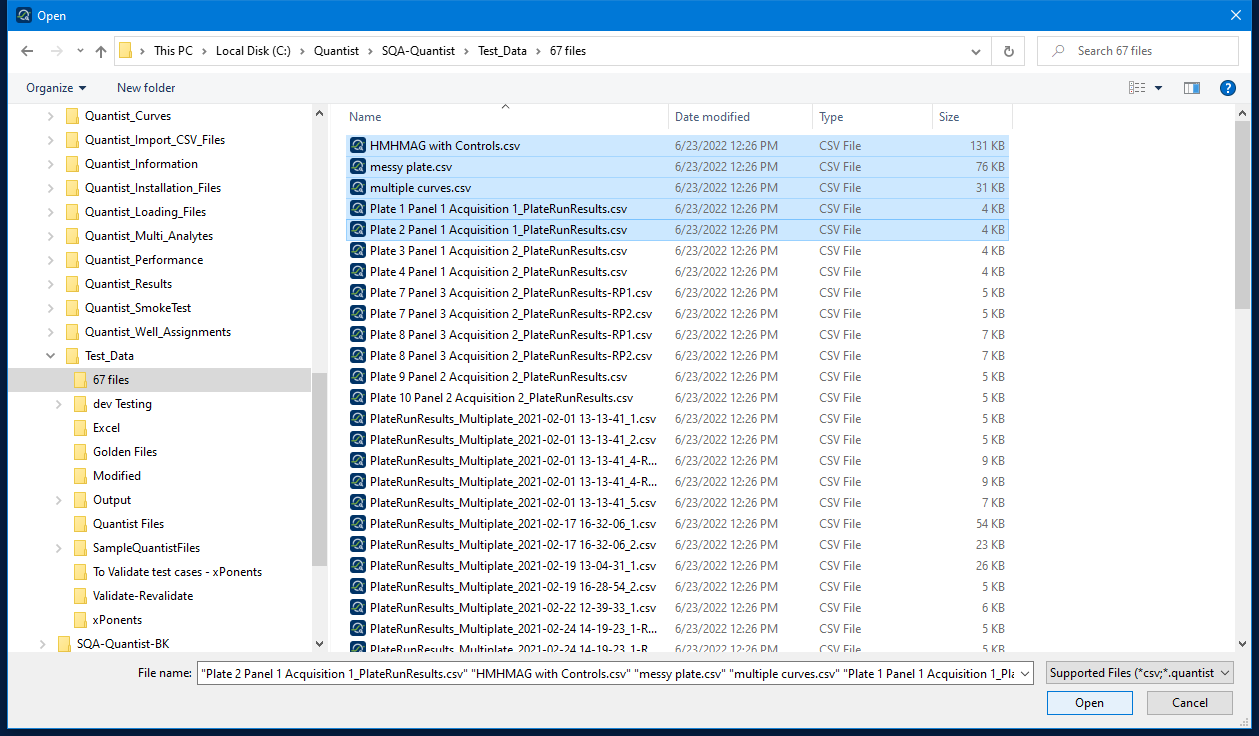 Open
This PC > Local Disk (C:) > Quantist > SQA-Quantist > Test_Data > 67 files
Search 67 files
Organize
New folder
?
Quantist_Curves
Quantist_Import_CSV_Files
Quantist_Information
Quantist_Installation_Files
Quantist_Loading_Files
Quantist_Multi_Analytes
Quantist_Performance
Quantist_Results
Quantist_SmokeTest
Quantist_Well_Assignments
Test_Data
67 files
dev Testing
Excel
Golden Files
Modified
Output
Quantist Files
SampleQuantistFiles
To Validate test cases - xPonents
Validate-Revalidate
xPonents
SQA-Quantist-BK
Name Date modified Type Size
HMHMAG with Controls.csv 6/23/2022 12:26 PM CSV File 131 KB
messy plate.csv 6/23/2022 12:26 PM CSV File 76 KB
multiple curves.csv 6/23/2022 12:26 PM CSV File 31 KB
Plate 1 Panel 1 Acquisition 1_PlateRunResults.csv 6/23/2022 12:26 PM CSV File 4 KB
Plate 2 Panel 1 Acquisition 1_PlateRunResults.csv 6/23/2022 12:26 PM CSV File 4 KB
Plate 3 Panel 1 Acquisition 2_PlateRunResults.csv 6/23/2022 12:26 PM CSV File 4 KB
Plate 4 Panel 1 Acquisition 2_PlateRunResults.csv 6/23/2022 12:26 PM CSV File 4 KB
Plate 7 Panel 3 Acquisition 2_PlateRunResults-RP1.csv 6/23/2022 12:26 PM CSV File 5 KB
Plate 7 Panel 3 Acquisition 2_PlateRunResults-RP2.csv 6/23/2022 12:26 PM CSV File 5 KB
Plate 8 Panel 3 Acquisition 2_PlateRunResults-RP1.csv 6/23/2022 12:26 PM CSV File 7 KB
Plate 8 Panel 3 Acquisition 2_PlateRunResults-RP2.csv 6/23/2022 12:26 PM CSV File 7 KB
Plate 9 Panel 2 Acquisition 2_PlateRunResults.csv 6/23/2022 12:26 PM CSV File 5 KB
Plate 10 Panel 2 Acquisition 2_PlateRunResults.csv 6/23/2022 12:26 PM CSV File 5 KB
PlateRunResults_Multiplate_2021-02-01 13-13-41_1.csv 6/23/2022 12:26 PM CSV File 5 KB
PlateRunResults_Multiplate_2021-02-01 13-13-41_2.csv 6/23/2022 12:26 PM CSV File 5 KB
PlateRunResults_Multiplate_2021-02-01 13-13-41_4-R... 6/23/2022 12:26 PM CSV File 9 KB
PlateRunResults_Multiplate_2021-02-01 13-13-41_4-R... 6/23/2022 12:26 PM CSV File 9 KB
PlateRunResults_Multiplate_2021-02-01 13-13-41_5.csv 6/23/2022 12:26 PM CSV File 7 KB
PlateRunResults_Multiplate_2021-02-17 16-32-06_1.csv 6/23/2022 12:26 PM CSV File 54 KB
PlateRunResults_Multiplate_2021-02-17 16-32-06_2.csv 6/23/2022 12:26 PM CSV File 23 KB
PlateRunResults_Multiplate_2021-02-19 13-04-31_1.csv 6/23/2022 12:26 PM CSV File 26 KB
PlateRunResults_Multiplate_2021-02-19 16-28-54_2.csv 6/23/2022 12:26 PM CSV File 5 KB
PlateRunResults_Multiplate_2021-02-22 12-39-33_1.csv 6/23/2022 12:26 PM CSV File 6 KB
PlateRunResults_Multiplate_2021-02-24 14-19-23_1-R... 6/23/2022 12:26 PM CSV File 5 KB
PlateRunResults_Multiplate_2021-02-24 14-19-23_1-R... 6/23/2022 12:26 PM CSV File 5 KB
File name: "Plate 2 Panel 1 Acquisition 1_PlateRunResults.csv" "HMHMAG with Controls.csv" "messy plate.csv" "multiple curves.csv" "Plate 1 Panel 1 Acquisition 1_Pla
Supported Files (*csv;*.quantist
Open
Cancel